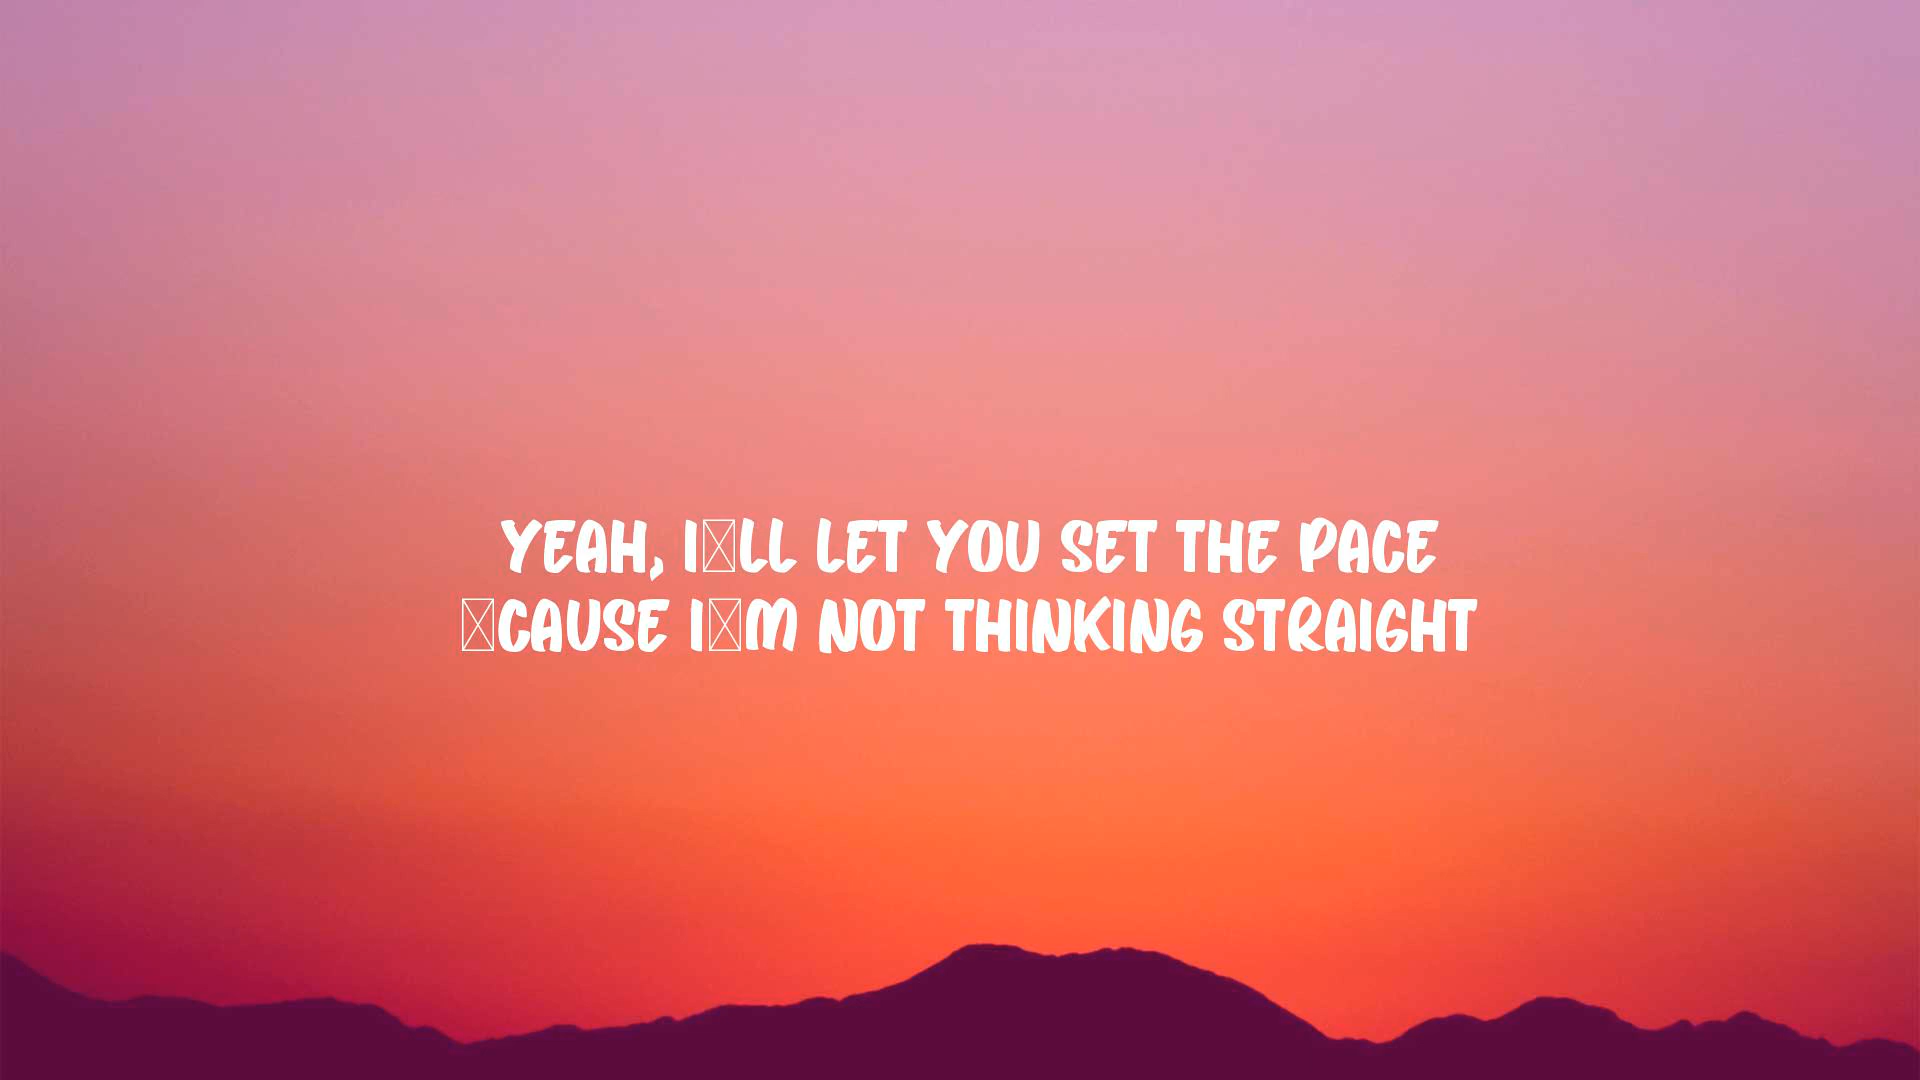 YEAH, I☒LL LET YOU SET THE PACE
☒CAUSE I☒M NOT THINKING STRAIGHT